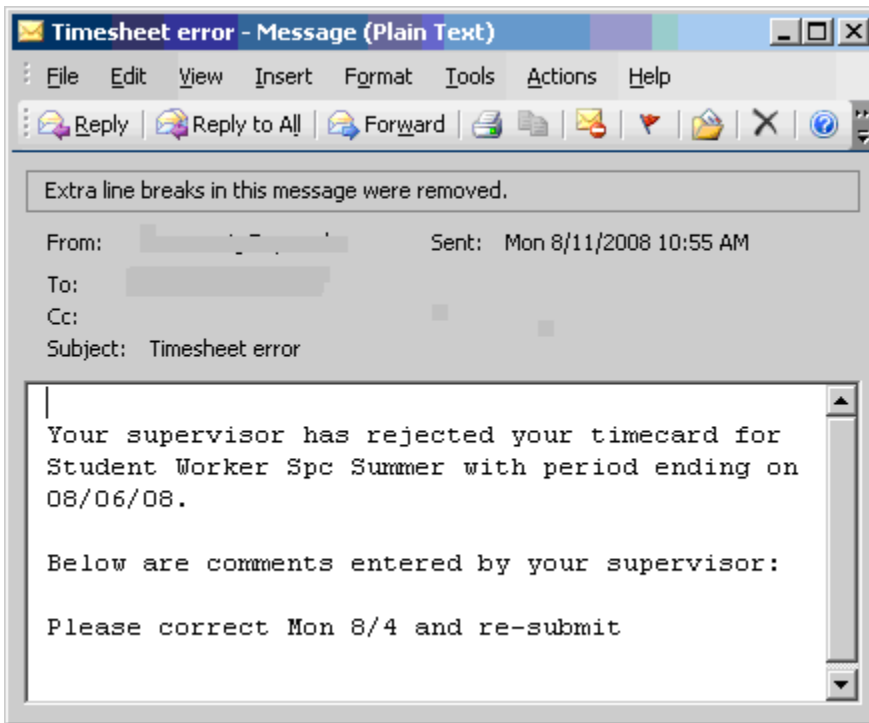 Timesheet error - Message (Plain Text)
File Edit View Insert Format Tools Actions Help
Reply Reply to All Forward
Extra line breaks in this message were removed.
From: Sent: Mon 8/11/2008 10:55 AM
To:
Cc:
Subject: Timesheet error
Your supervisor has rejected your timecard for
Student Worker Spc Summer with period ending on
08/06/08.
Below are comments entered by your supervisor:
Please correct Mon 8/4 and re-submit